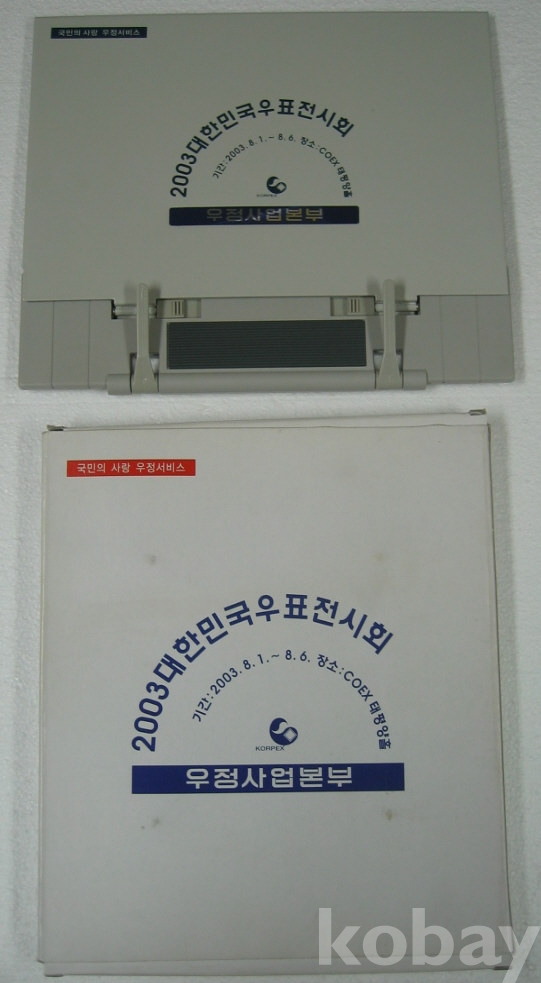 국민의 사랑 우정서비스
2003대한민국우표전시회
기간:2003. 8. 1. ~ 8. 6. 장소:COEX 태평양홀
KORPEX
우정사업본부
국민의 사랑 우정서비스
2003대한민국우표전시회
기간:2003. 8. 1. ~ 8. 6. 장소:COEX 태평양홀
KORPEX
우정사업본부
kobay